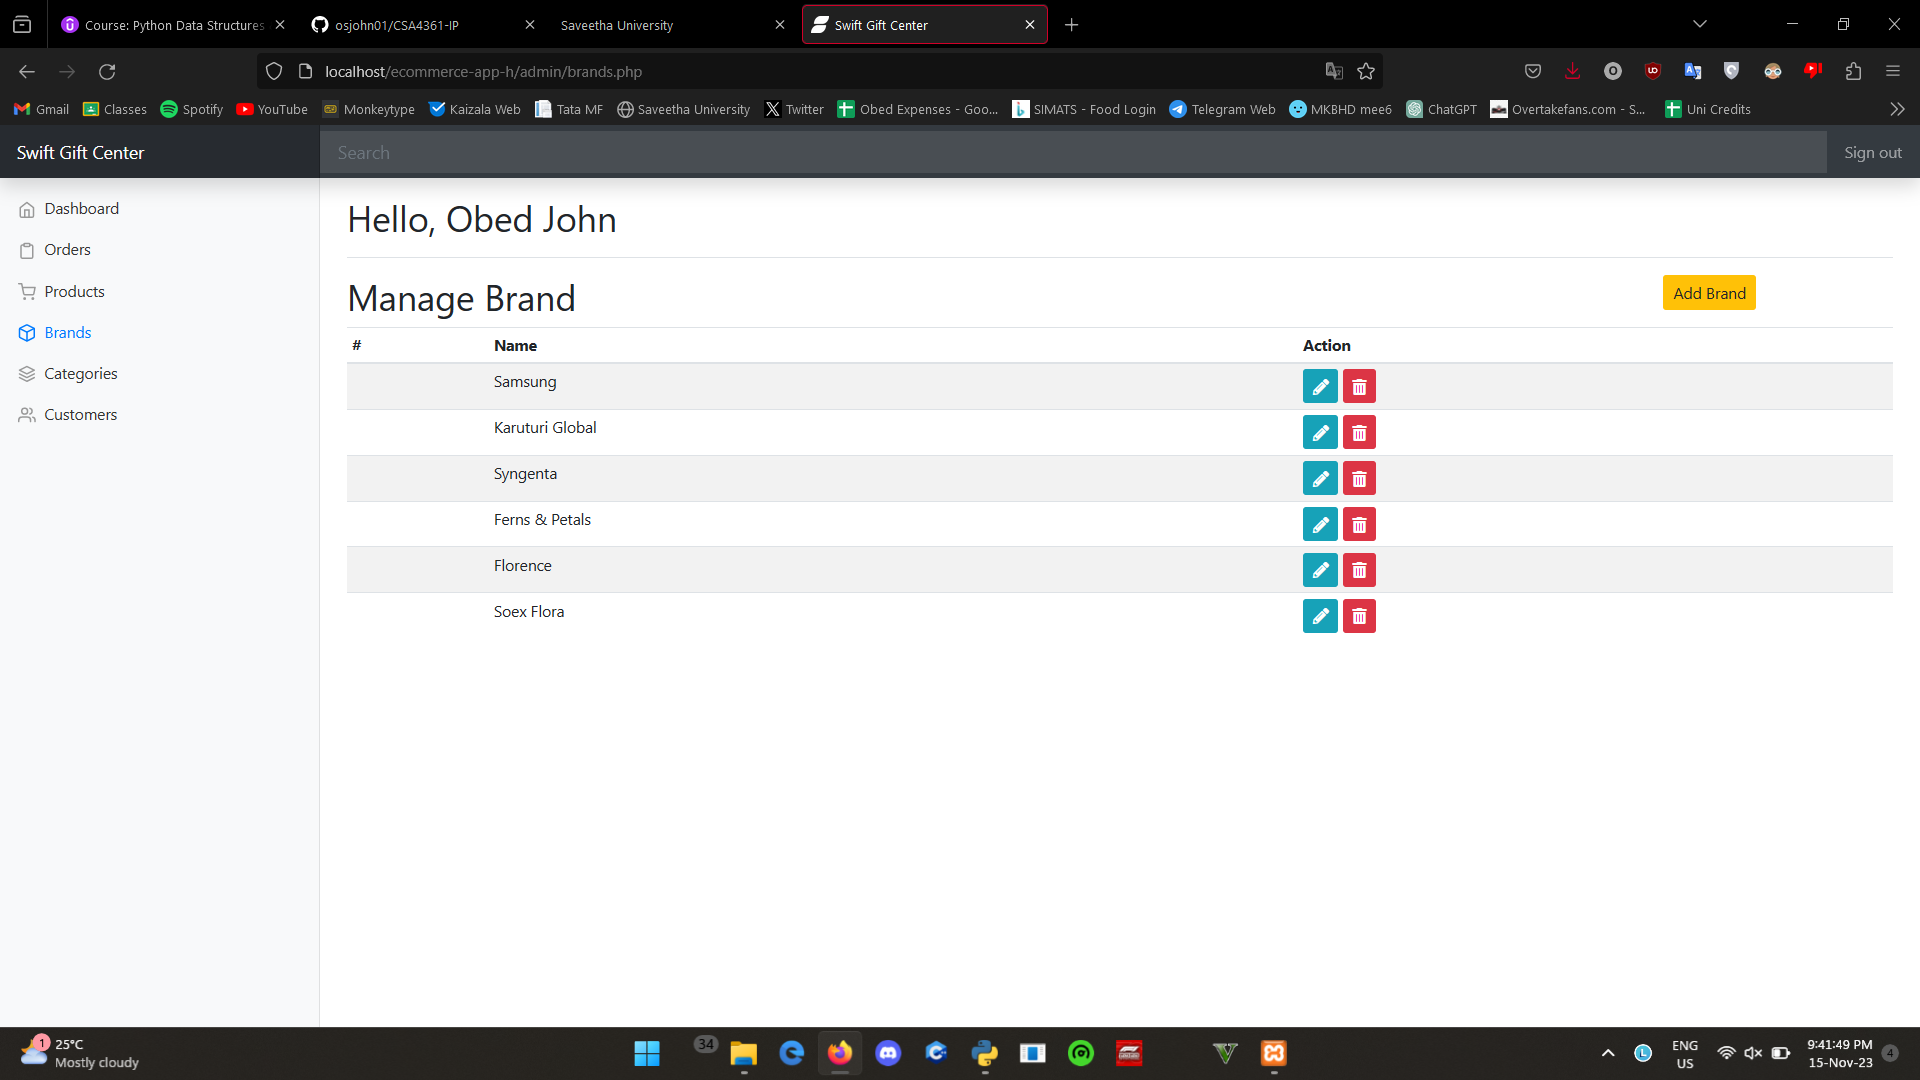 Course: Python Data Structures
osjohn01/CSA4361-IP
Saveetha University
Swift Gift Center
localhost/ecommerce-app-h/admin/brands.php
Gmail
Classes
Spotify
YouTube
Monkeytype
Kaizala Web
Tata MF
Saveetha University
Twitter
Obed Expenses - Goo...
SIMATS - Food Login
Telegram Web
MKBHD mee6
ChatGPT
Overtakefans.com - S...
Uni Credits
Swift Gift Center
Search
Sign out
Dashboard
Orders
Products
Brands
Categories
Customers
Hello, Obed John
Manage Brand
Add Brand
# Name Action
Samsung
Karuturi Global
Syngenta
Ferns & Petals
Florence
Soex Flora
1
25°C
Mostly cloudy
34
ENG
US
9:41:49 PM
15-Nov-23
4